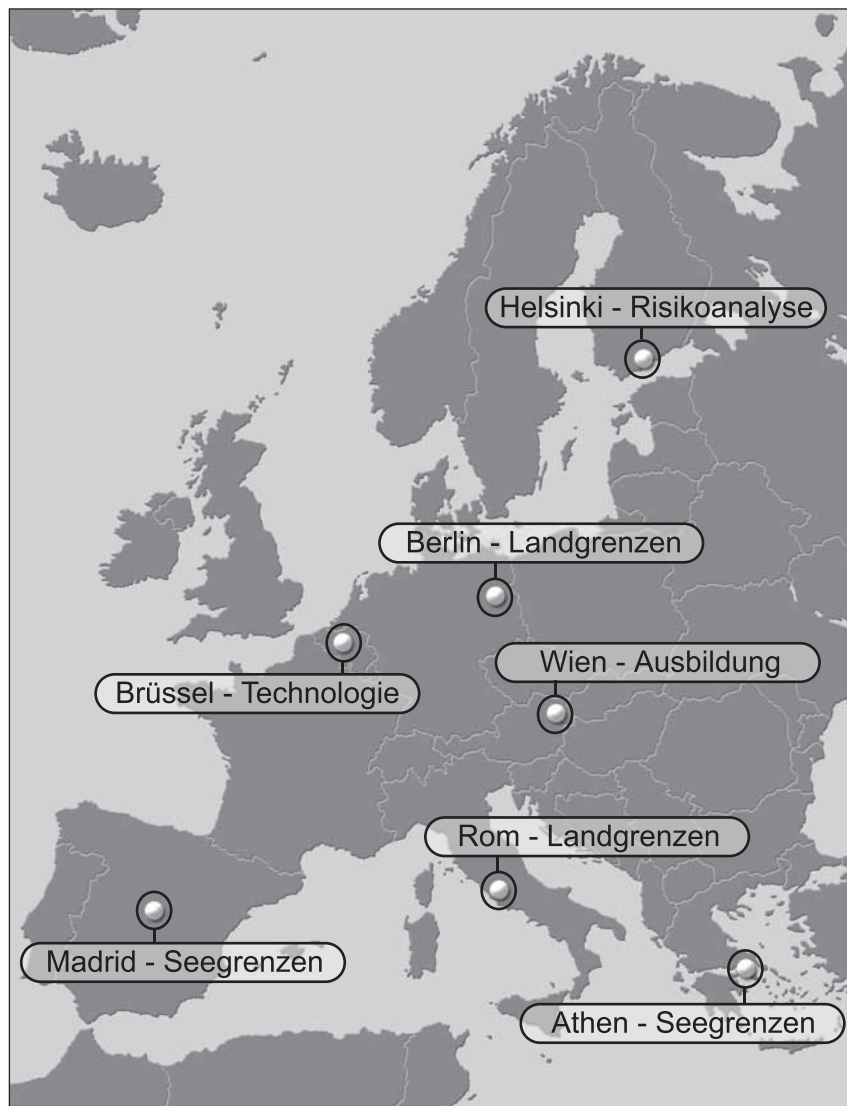 Helsinki - Risikoanalyse
Berlin - Landgrenzen
Wien - Ausbildung
Brüssel - Technologie
Rom - Landgrenzen
Madrid - Seegrenzen
Athen - Seegrenzen